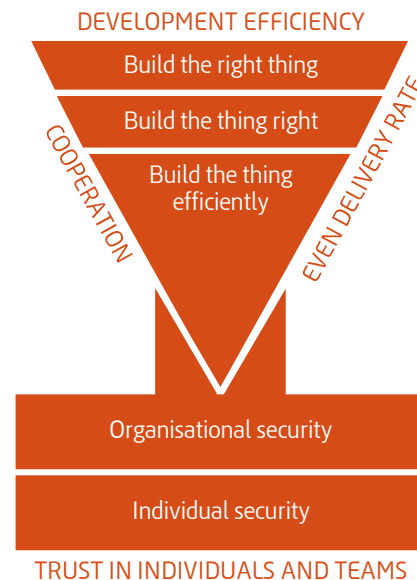 DEVELOPMENT EFFICIENCY
Build the right thing
Build the thing right
Build the thing
efficiently
COOPERATION
EVEN DELIVERY RATE
Organisational security
Individual security
TRUST IN INDIVIDUALS AND TEAMS